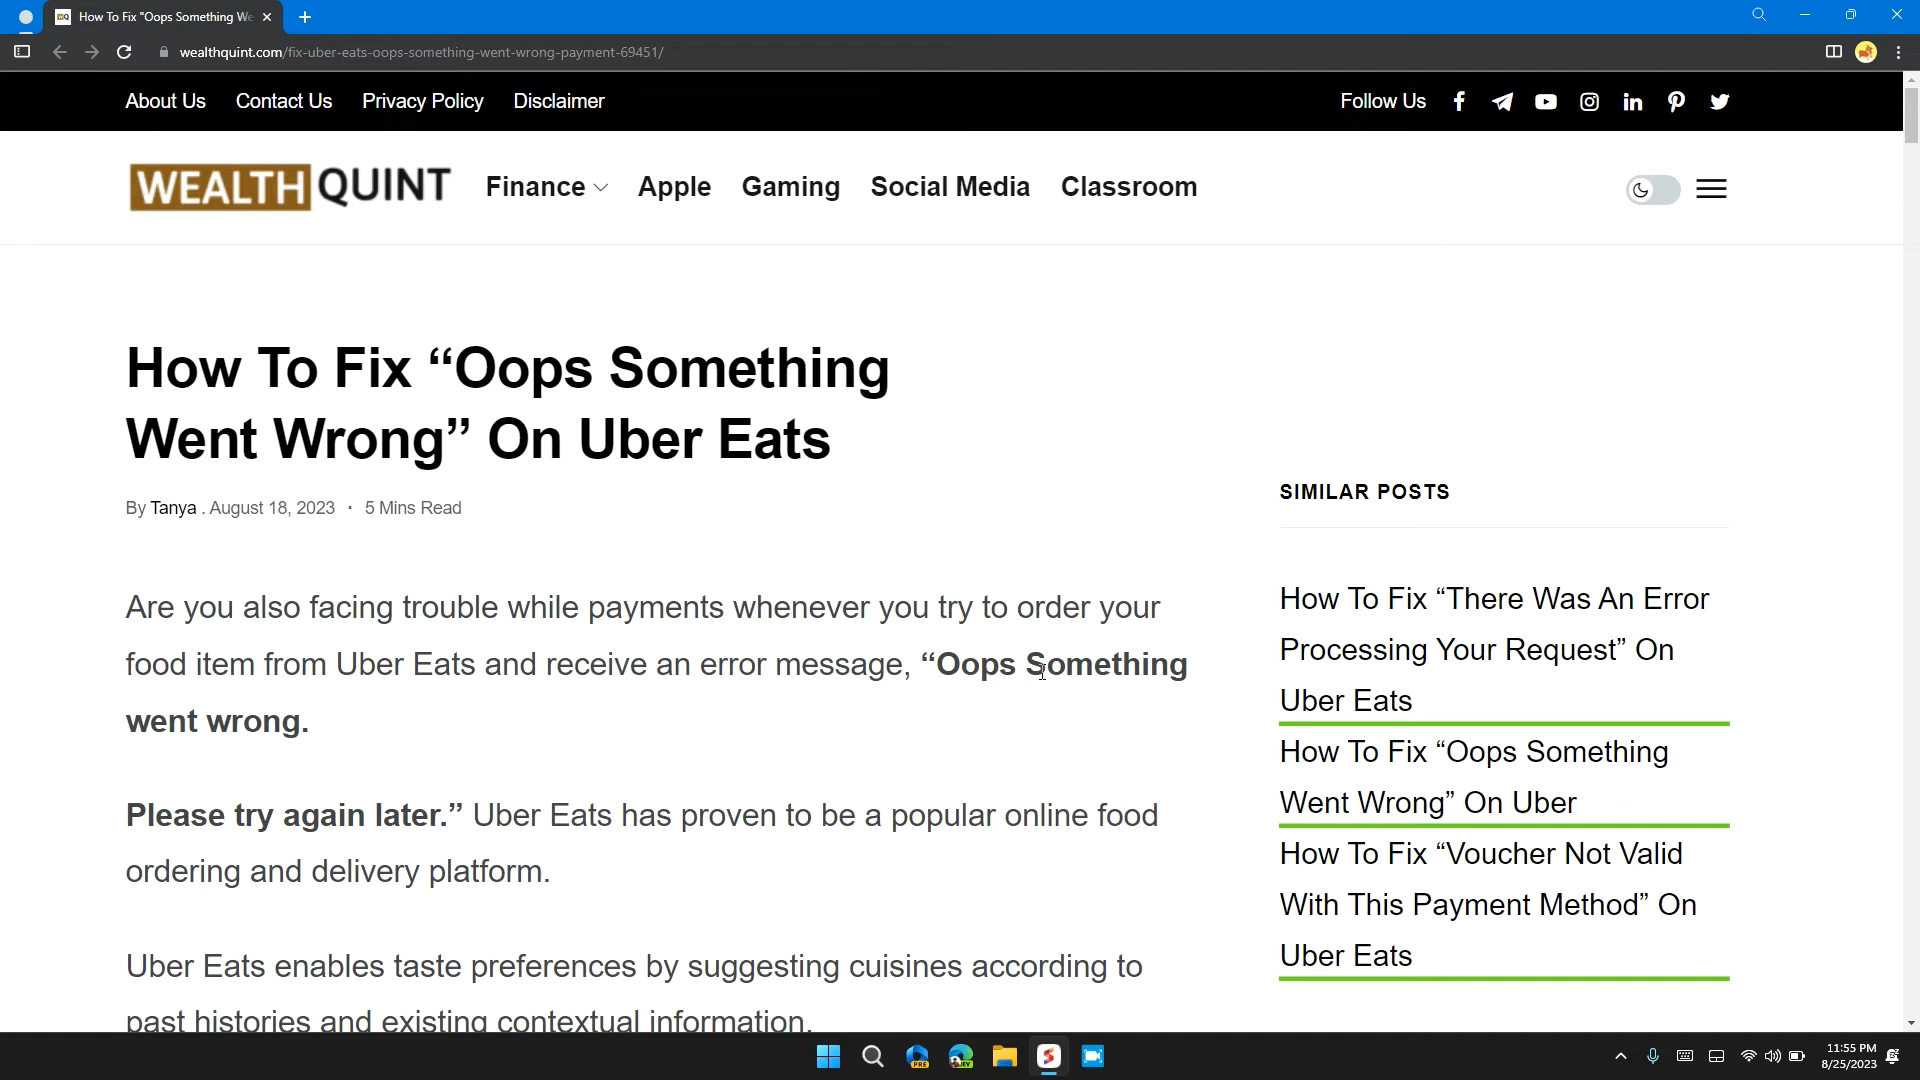 How To Fix "Oops Something We
wealthquint.com/fix-uber-eats-oops-something-went-wrong-payment-69451/
About Us Contact Us Privacy Policy Disclaimer Follow Us
WEALTH QUINT Finance Apple Gaming Social Media Classroom
How To Fix “Oops Something
Went Wrong” On Uber Eats
By Tanya . August 18, 2023 · 5 Mins Read
Are you also facing trouble while payments whenever you try to order your
food item from Uber Eats and receive an error message, “Oops Something
went wrong.
Please try again later.” Uber Eats has proven to be a popular online food
ordering and delivery platform.
Uber Eats enables taste preferences by suggesting cuisines according to
past histories and existing contextual information.
SIMILAR POSTS
How To Fix “There Was An Error
Processing Your Request” On
Uber Eats
How To Fix “Oops Something
Went Wrong” On Uber
How To Fix “Voucher Not Valid
With This Payment Method” On
Uber Eats
PRE
11:55 PM
8/25/2023